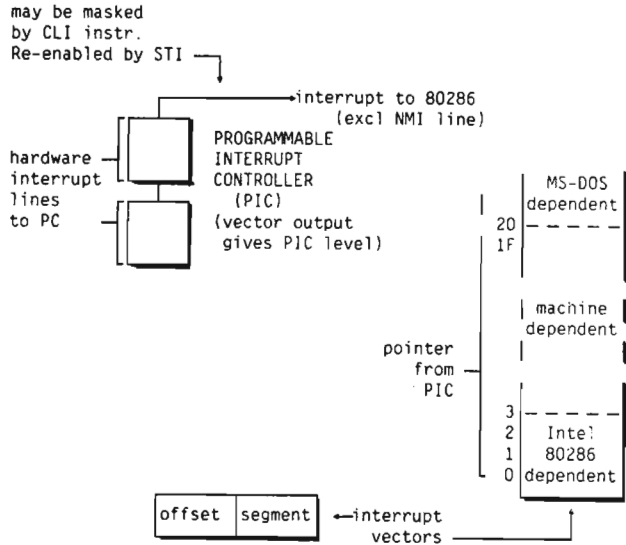 may be masked
by CLI instr.
Re-enabled by STI
interrupt to 80286
(excl NMI line)
PROGRAMMABLE
INTERRUPT
CONTROLLER
(PIC)
(vector output
gives PIC level)
hardware
interrupt
lines
to PC
MS-DOS
dependent
20
1F
machine
dependent
pointer
from
PIC
3
2
1
0
Intel
80286
dependent
offset
segment
interrupt
vectors